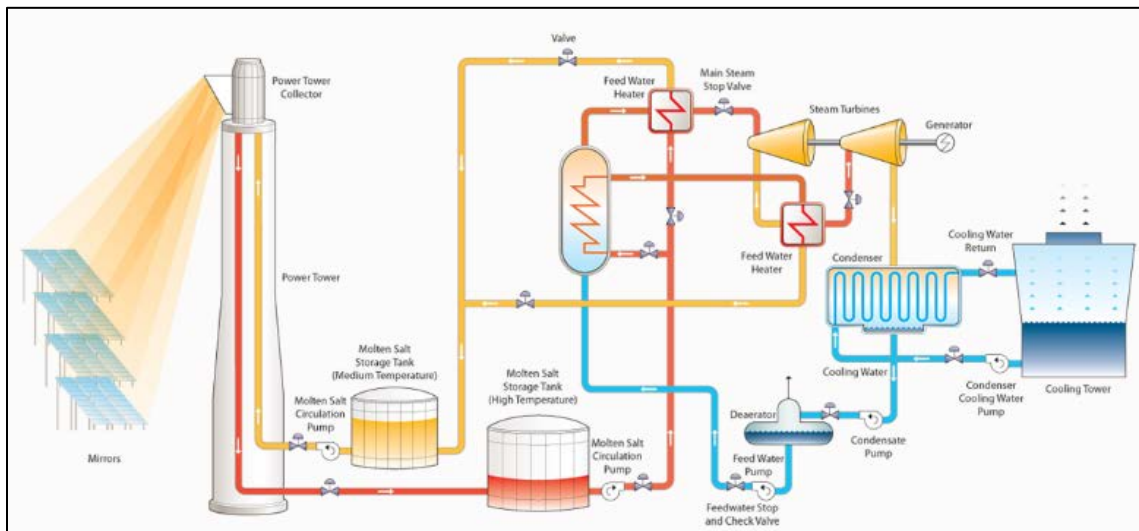 Valve
Power Tower
Collector
Feed Water
Heater
Main Steam
Stop Valve
Steam Turbines
Generator
Feed Water
Heater
Cooling Water
Return
Condenser
Power Tower
Molten Salt
Storage Tank
(Medium Temperature)
Molten Salt
Storage Tank
(High Temperature)
Cooling Water
Condenser
Cooling Water
Pump
Cooling Tower
Molten Salt
Circulation
Pump
Deaerator
Condensate
Pump
Molten Salt
Circulation
Pump
Feed Water
Pump
Mirrors
Feedwater Stop
and Check Valve